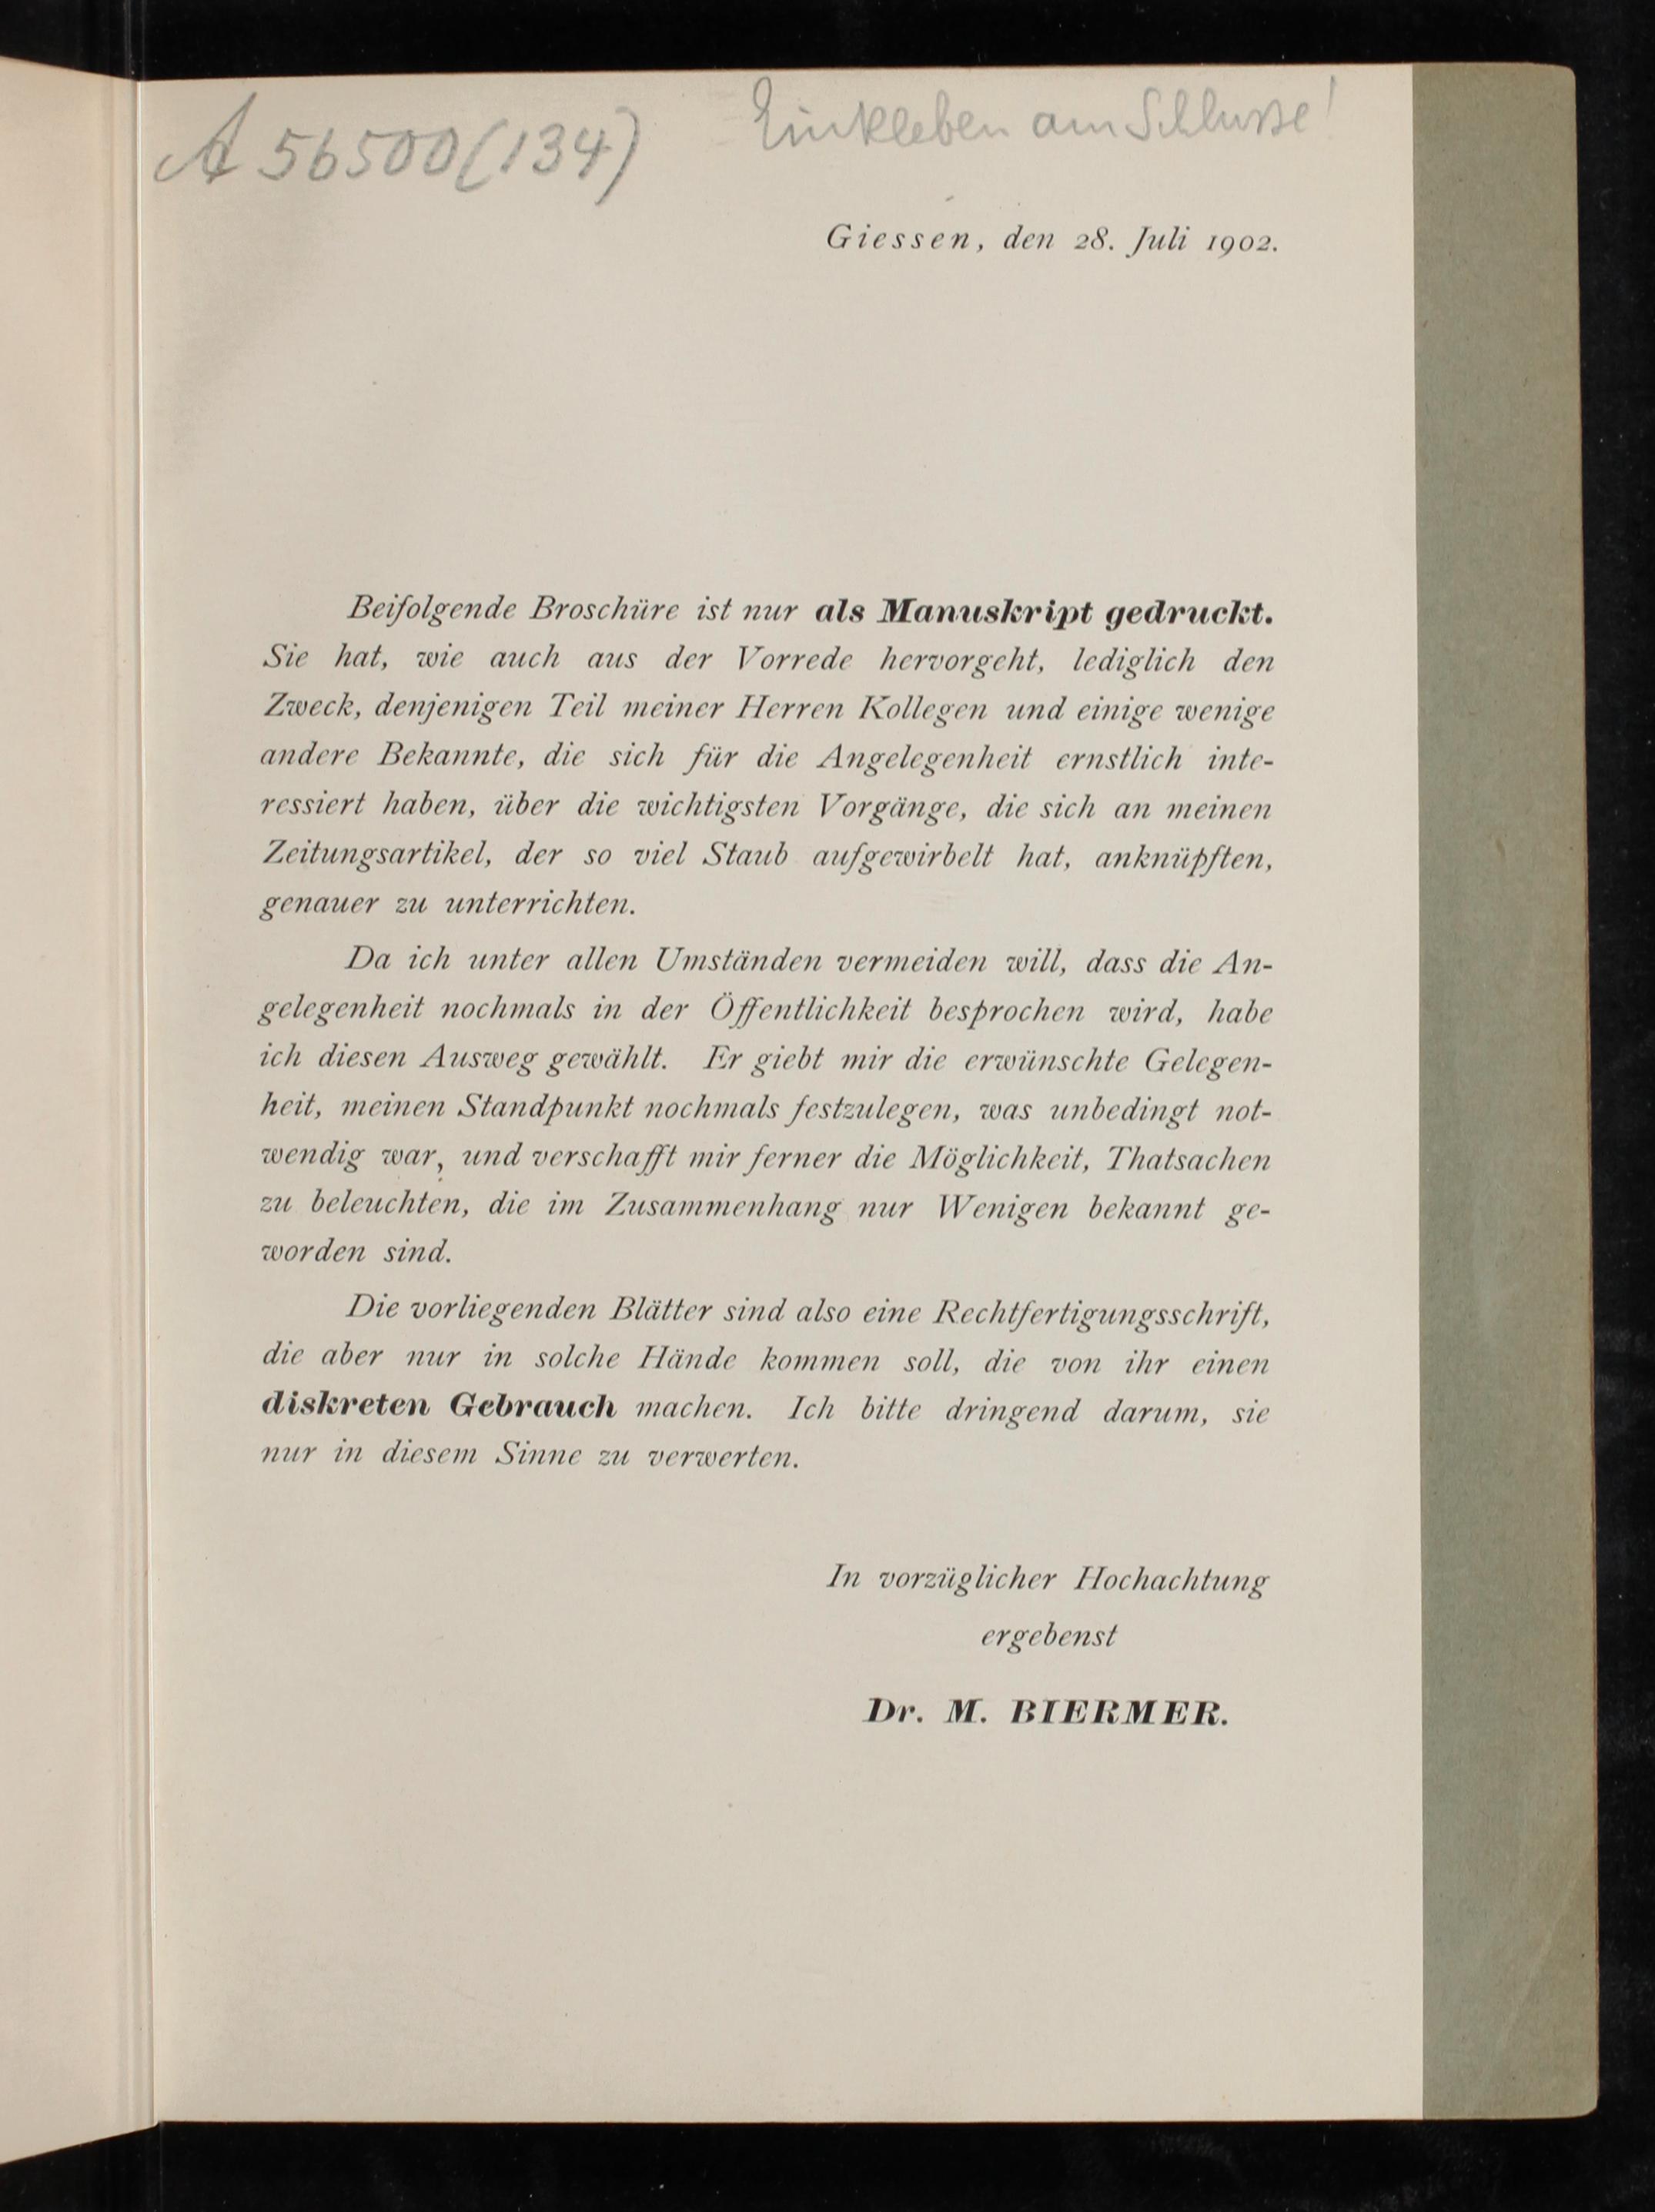 A 56500(134)
Einkleben am Schlusse!
Giessen, den 28. Juli 1902.
Beifolgende Broschüre ist nur als Manuskript gedruckt.
Sie hat, wie auch aus der Vorrede hervorgeht, lediglich den
Zweck, denjenigen Teil meiner Herren Kollegen und einige wenige
andere Bekannte, die sich für die Angelegenheit ernstlich inte-
ressiert haben, über die wichtigsten Vorgänge, die sich an meinen
Zeitungsartikel, der so viel Staub aufgewirbelt hat, anknüpften,
genauer zu unterrichten.
Da ich unter allen Umständen vermeiden will, dass die An-
gelegenheit nochmals in der Öffentlichkeit besprochen wird, habe
ich diesen Ausweg gewählt. Er giebt mir die erwünschte Gelegen-
heit, meinen Standpunkt nochmals festzulegen, was unbedingt not-
wendig war, und verschafft mir ferner die Möglichkeit, Thatsachen
zu beleuchten, die im Zusammenhang nur Wenigen bekannt ge-
worden sind.
Die vorliegenden Blätter sind also eine Rechtfertigungsschrift,
die aber nur in solche Hände kommen soll, die von ihr einen
diskreten Gebrauch machen. Ich bitte dringend darum, sie
nur in diesem Sinne zu verwerten.
In vorzüglicher Hochachtung
ergebenst
Dr. M. BIERMER.